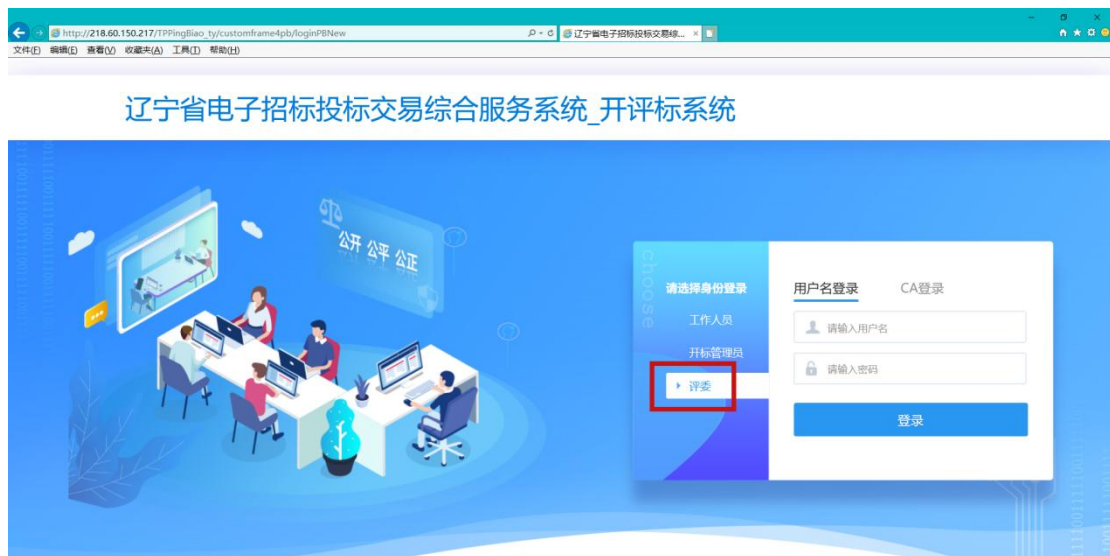 http://218.60.150.217/TPPingBiao_ty/customframe4pb/loginPBNew
辽宁省电子招标投标交易综...
文件(F) 编辑(E) 查看(V) 收藏夹(A) 工具(T) 帮助(H)
辽宁省电子招标投标交易综合服务系统_开评标系统
公开 公平 公正
choose
请选择身份登录
工作人员
开标管理员
评委
用户名登录 CA登录
请输入用户名
请输入密码
登录